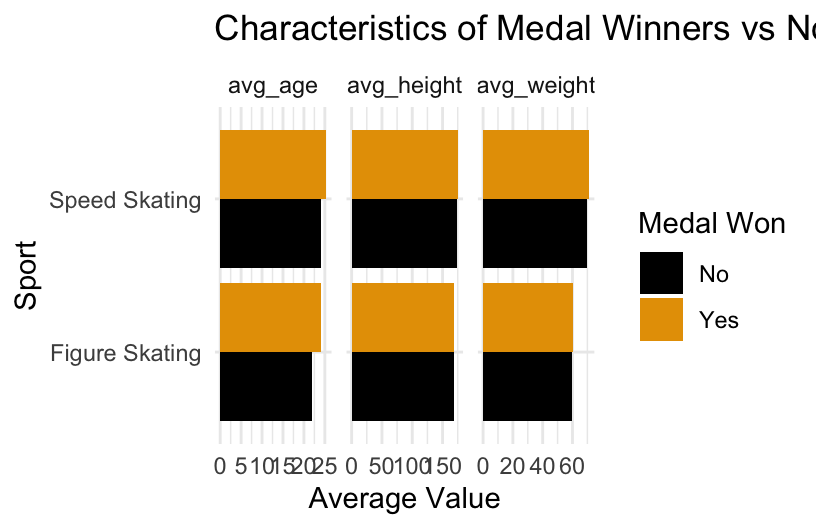 Characteristics of Medal Winners vs
avg_age avg_height avg_weight
Speed Skating
Figure Skating
Sport
0 5 10 15 20 25 0 50 100 150 0 20 40 60
Average Value
Medal Won
No
Yes